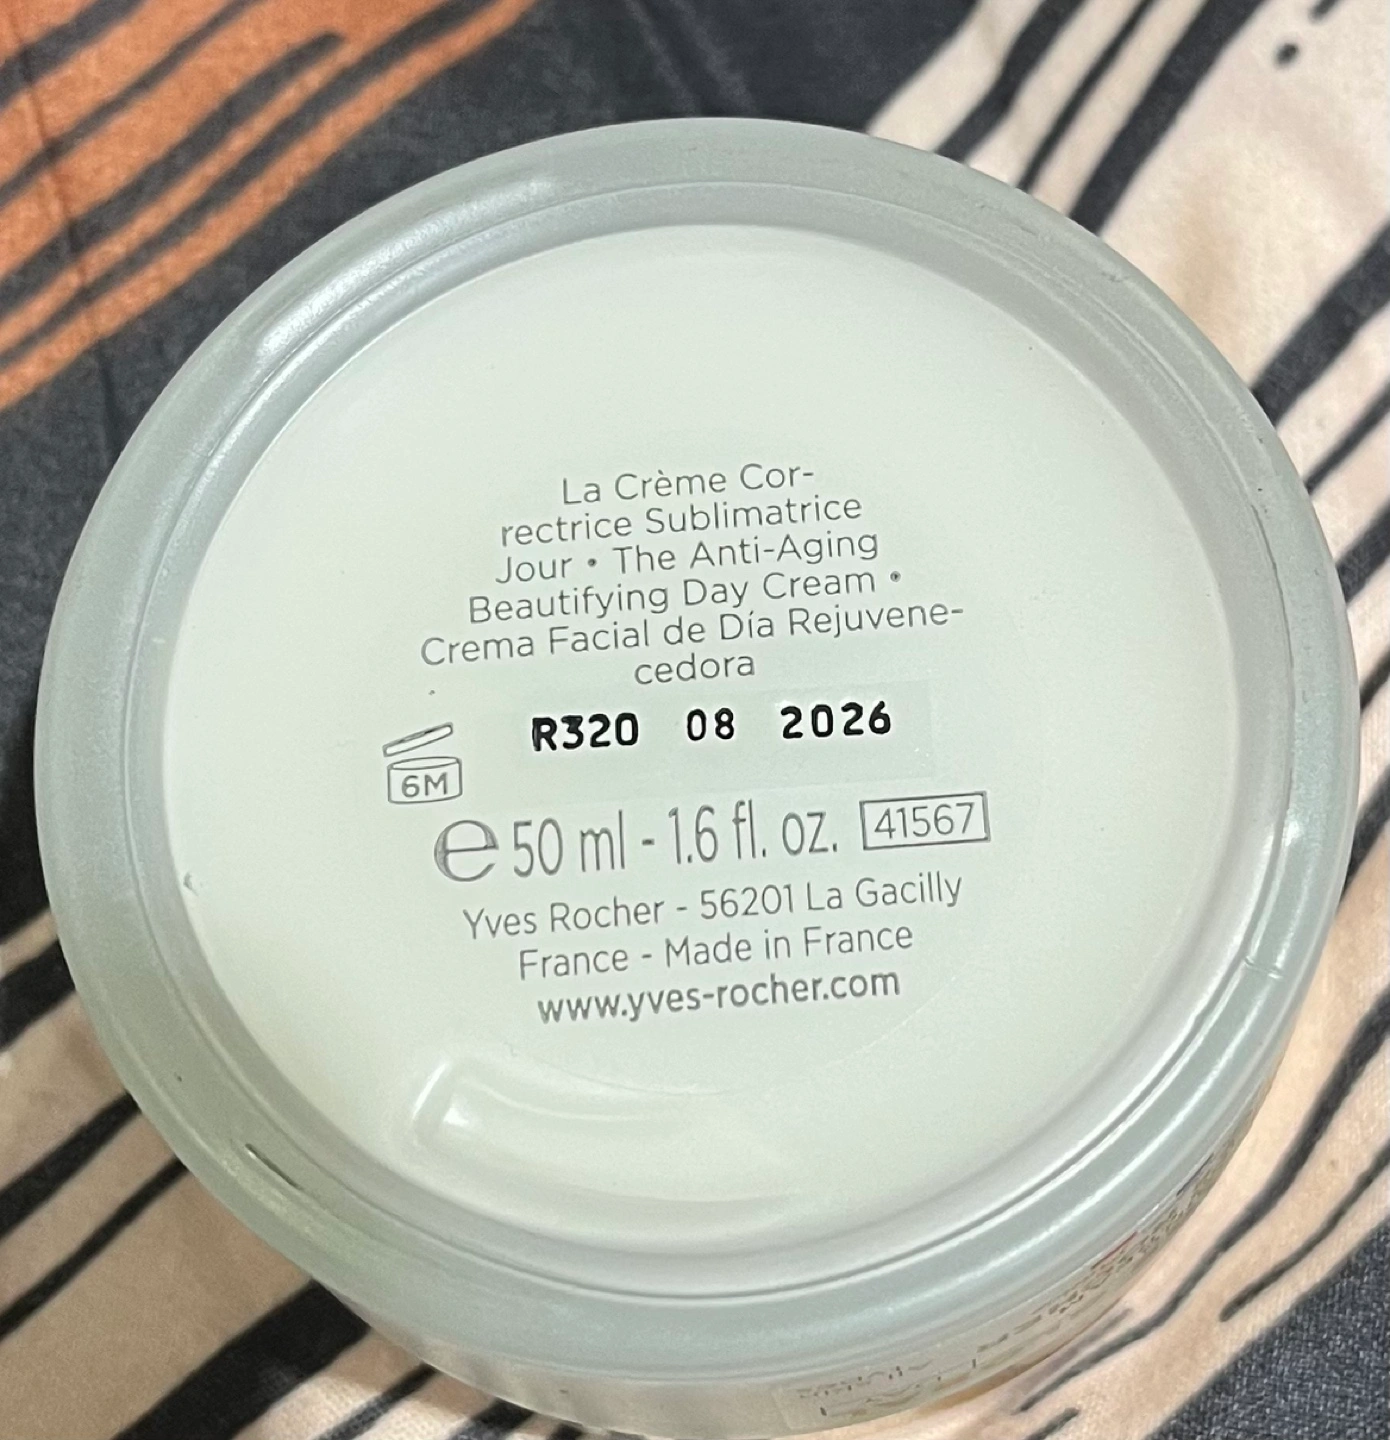 La Crème Cor-
rectrice Sublimatrice
Jour • The Anti-Aging
Beautifying Day Cream •
Crema Facial de Día Rejuvene-
cedora
R320 08 2026
6M
e 50 ml - 1.6 fl. oz. 41567
Yves Rocher - 56201 La Gacilly
France - Made in France
www.yves-rocher.com